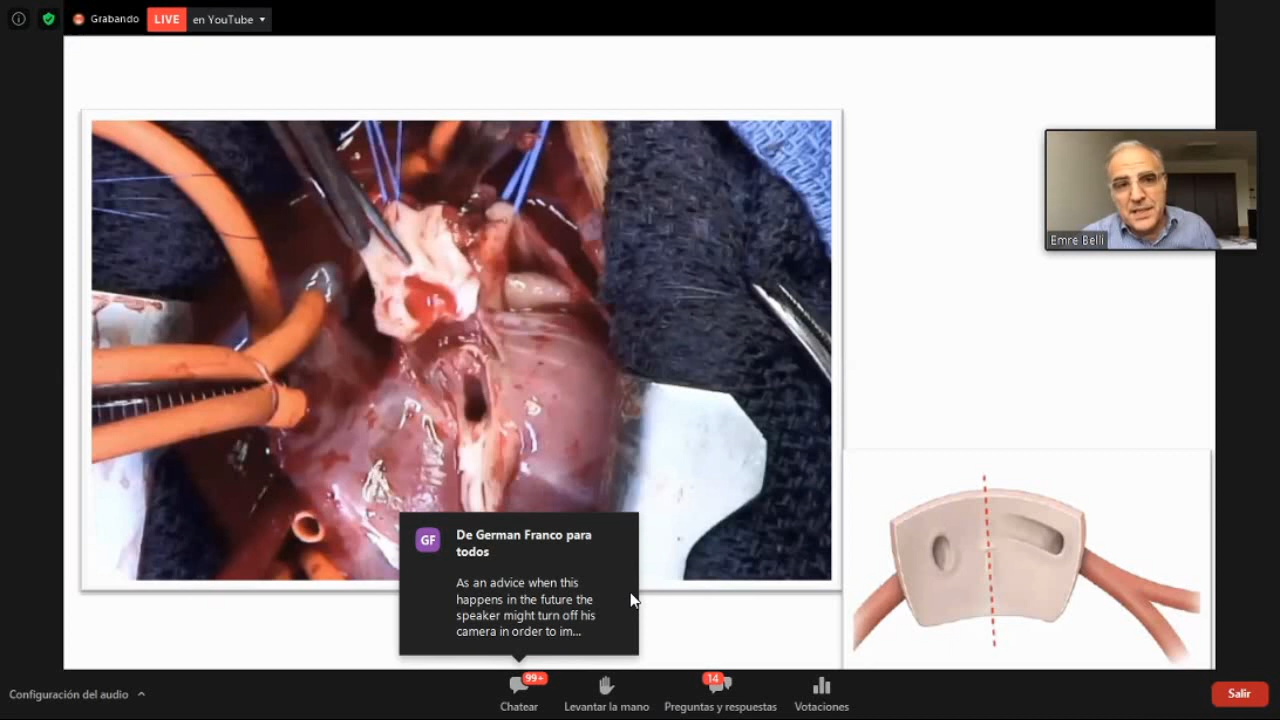 Grabando
LIVE
en YouTube
Emre Belli
GF
De German Franco para
todos
As an advice when this
happens in the future the
speaker might turn off his
camera in order to im...
Configuración del audio
99+
Chatear
Levantar la mano
14
Preguntas y respuestas
Votaciones
Salir